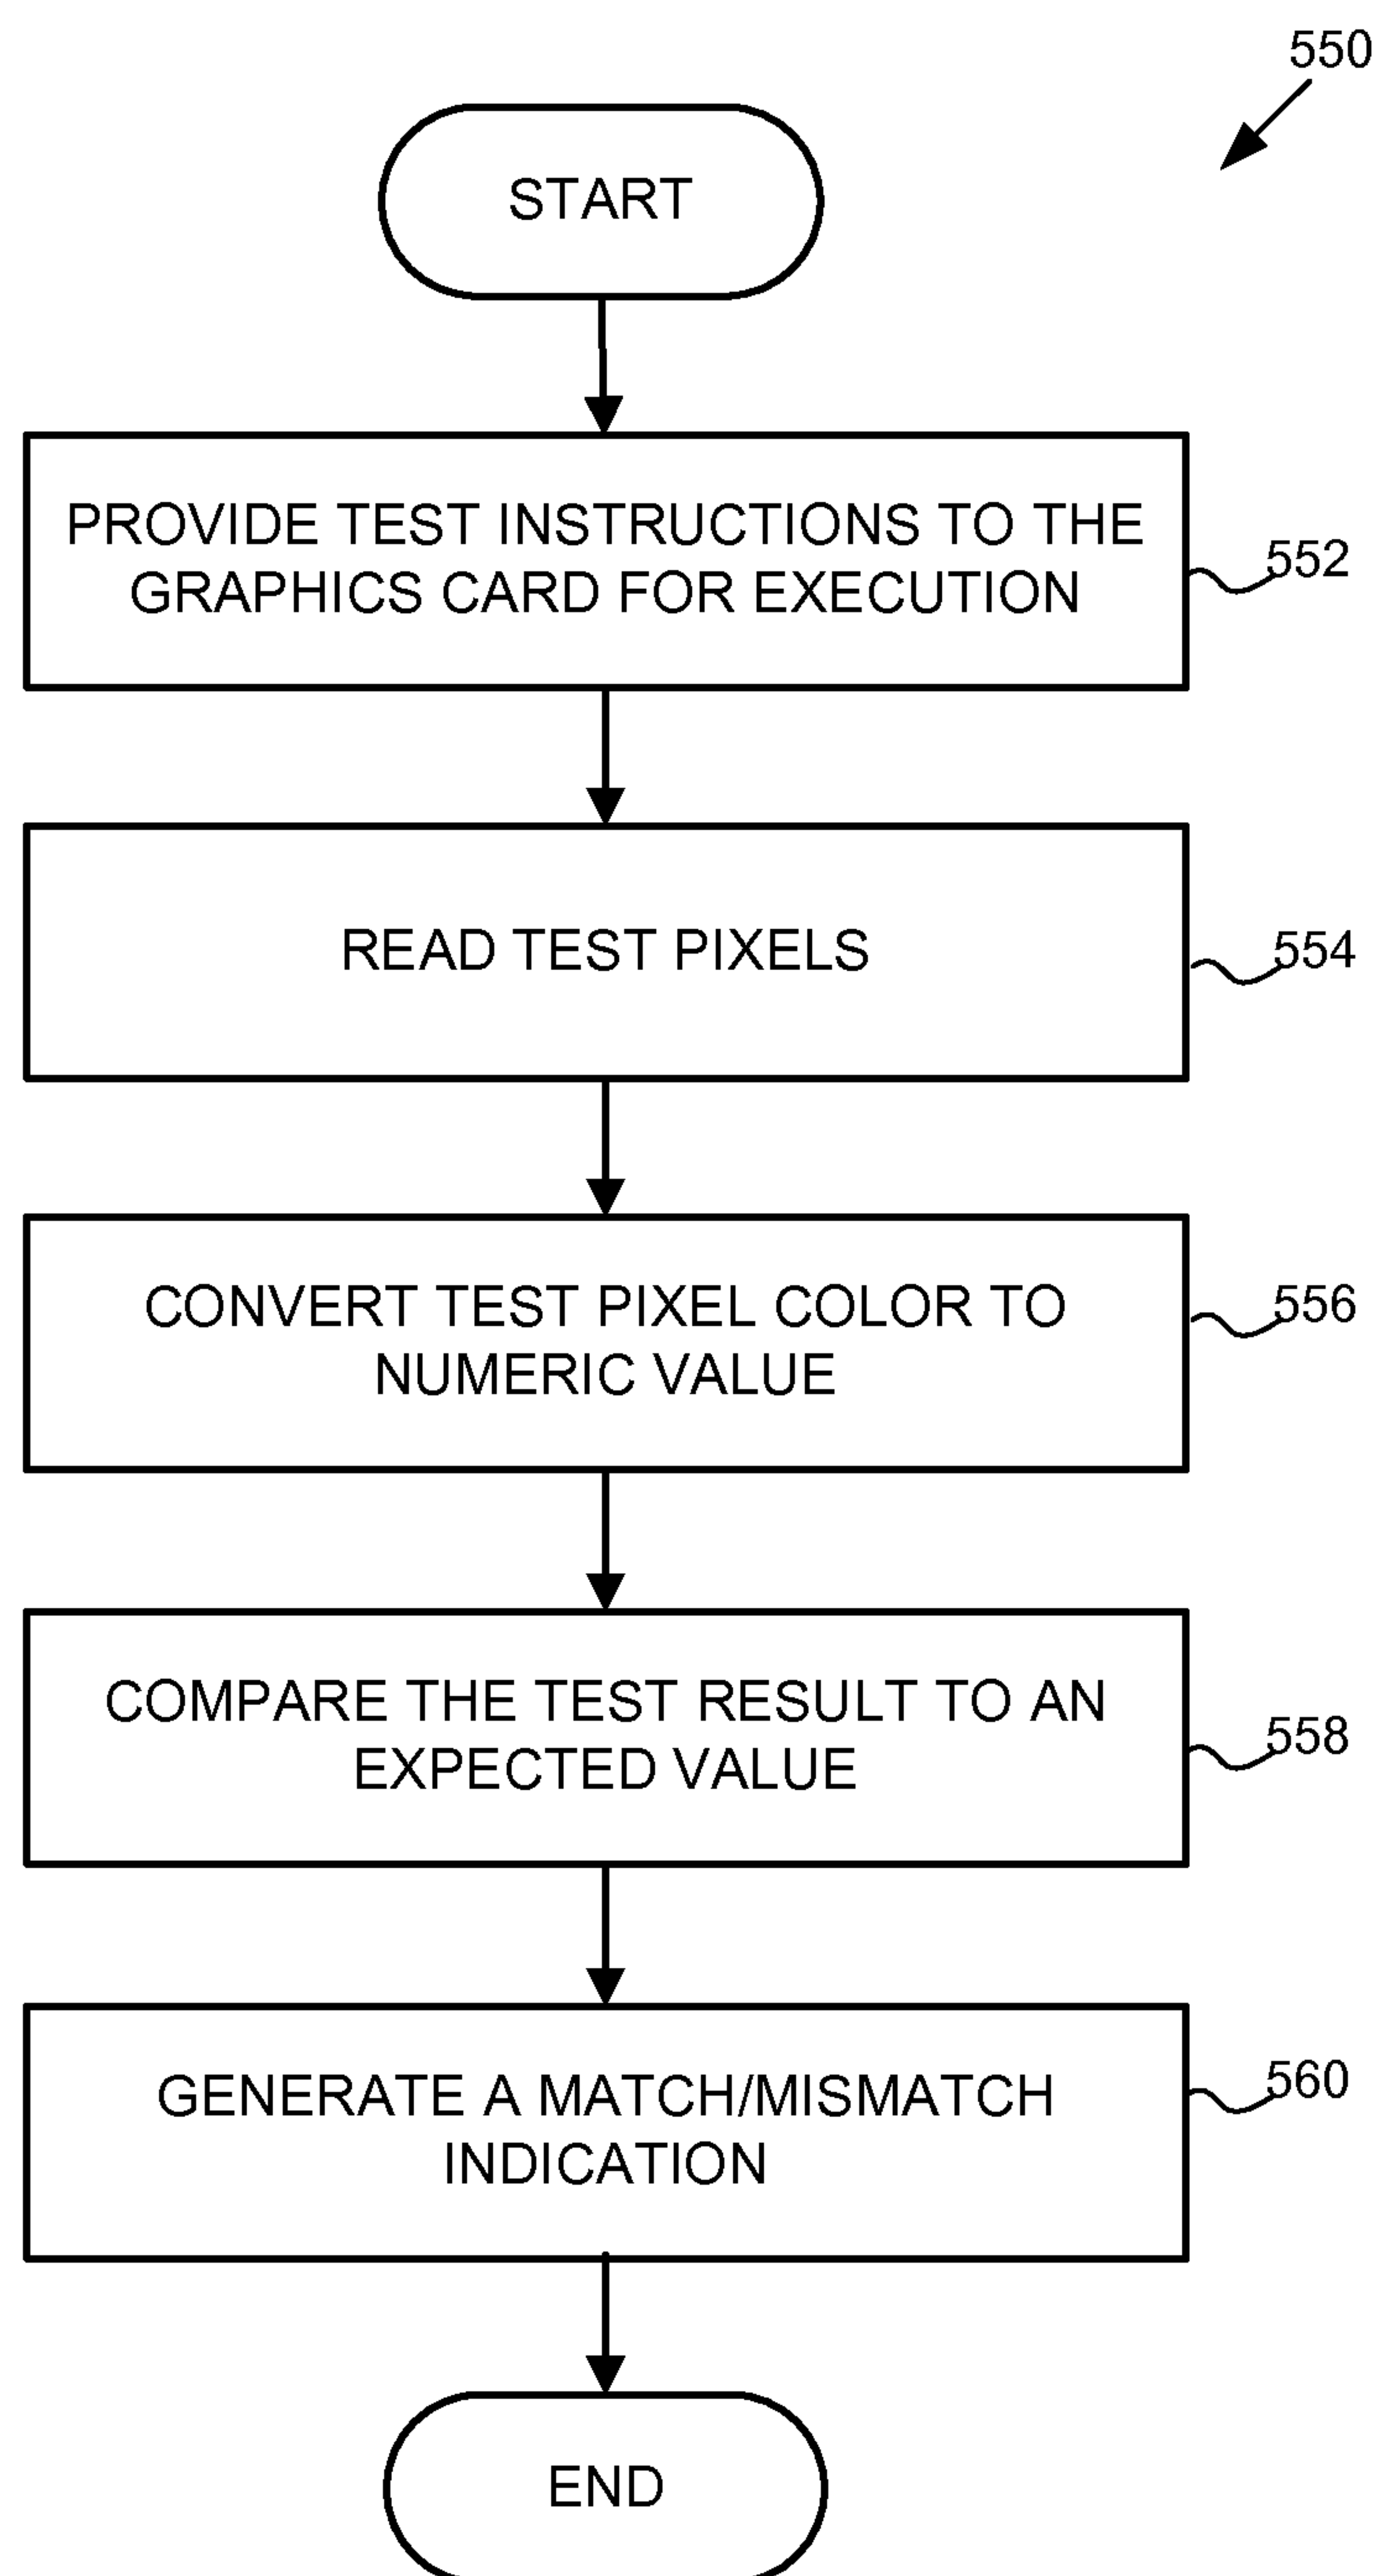 550
START
PROVIDE TEST INSTRUCTIONS TO THE
GRAPHICS CARD FOR EXECUTION
552
READ TEST PIXELS
554
CONVERT TEST PIXEL COLOR TO
NUMERIC VALUE
556
COMPARE THE TEST RESULT TO AN
EXPECTED VALUE
558
GENERATE A MATCH/MISMATCH
INDICATION
560
END